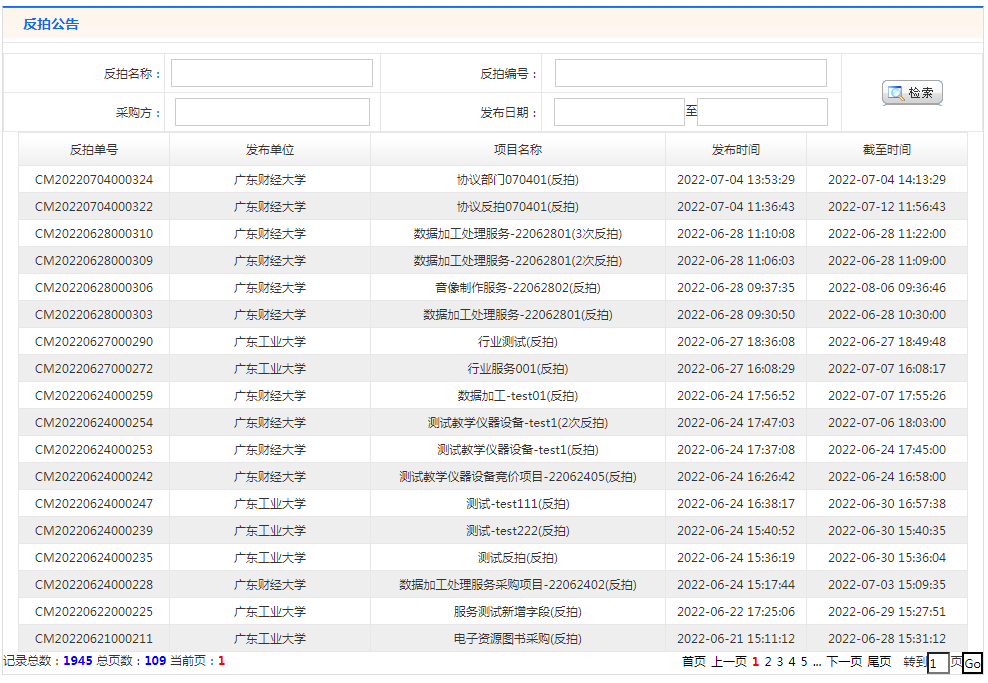 反拍公告
反拍名称： 反拍编号： 检索
采购方： 发布日期： 至
反拍单号 发布单位 项目名称 发布时间 截至时间
CM20220704000324 广东财经大学 协议部门070401(反拍) 2022-07-04 13:53:29 2022-07-04 14:13:29
CM20220704000322 广东财经大学 协议反拍070401(反拍) 2022-07-04 11:36:43 2022-07-12 11:56:43
CM20220628000310 广东财经大学 数据加工处理服务-22062801(3次反拍) 2022-06-28 11:10:08 2022-06-28 11:22:00
CM20220628000309 广东财经大学 数据加工处理服务-22062801(2次反拍) 2022-06-28 11:06:03 2022-06-28 11:09:00
CM20220628000306 广东财经大学 音像制作服务-22062802(反拍) 2022-06-28 09:37:35 2022-08-06 09:36:46
CM20220628000303 广东财经大学 数据加工处理服务-22062801(反拍) 2022-06-28 09:30:50 2022-06-28 10:30:00
CM20220627000290 广东工业大学 行业测试(反拍) 2022-06-27 18:36:08 2022-06-27 18:49:48
CM20220627000272 广东工业大学 行业服务001(反拍) 2022-06-27 16:08:29 2022-07-07 16:08:17
CM20220624000259 广东财经大学 数据加工-test01(反拍) 2022-06-24 17:56:52 2022-07-07 17:55:26
CM20220624000254 广东财经大学 测试教学仪器设备-test1(2次反拍) 2022-06-24 17:47:03 2022-07-06 18:03:00
CM20220624000253 广东财经大学 测试教学仪器设备-test1(反拍) 2022-06-24 17:37:08 2022-06-24 17:45:00
CM20220624000242 广东财经大学 测试教学仪器设备竞价项目-22062405(反拍) 2022-06-24 16:26:42 2022-06-24 16:58:00
CM20220624000247 广东工业大学 测试-test111(反拍) 2022-06-24 16:38:17 2022-06-30 16:57:38
CM20220624000239 广东工业大学 测试-test222(反拍) 2022-06-24 15:40:52 2022-06-30 15:40:35
CM20220624000235 广东工业大学 测试反拍(反拍) 2022-06-24 15:36:19 2022-06-30 15:36:04
CM20220624000228 广东财经大学 数据加工处理服务采购项目-22062402(反拍) 2022-06-24 15:17:44 2022-07-03 15:09:35
CM20220622000225 广东工业大学 服务测试新增字段(反拍) 2022-06-22 17:25:06 2022-06-29 15:27:51
CM20220621000211 广东工业大学 电子资源图书采购(反拍) 2022-06-21 15:11:12 2022-06-28 15:31:12
记录总数：1945 总页数：109 当前页：1 首页 上一页 1 2 3 4 5 ... 下一页 尾页 转到 1 页 Go